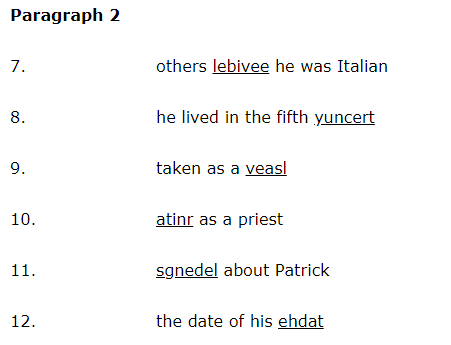 Paragraph 2
7. others lebivee he was Italian
8. he lived in the fifth yuncert
9. taken as a veasl
10. atinr as a priest
11. sgnedel about Patrick
12. the date of his ehdat